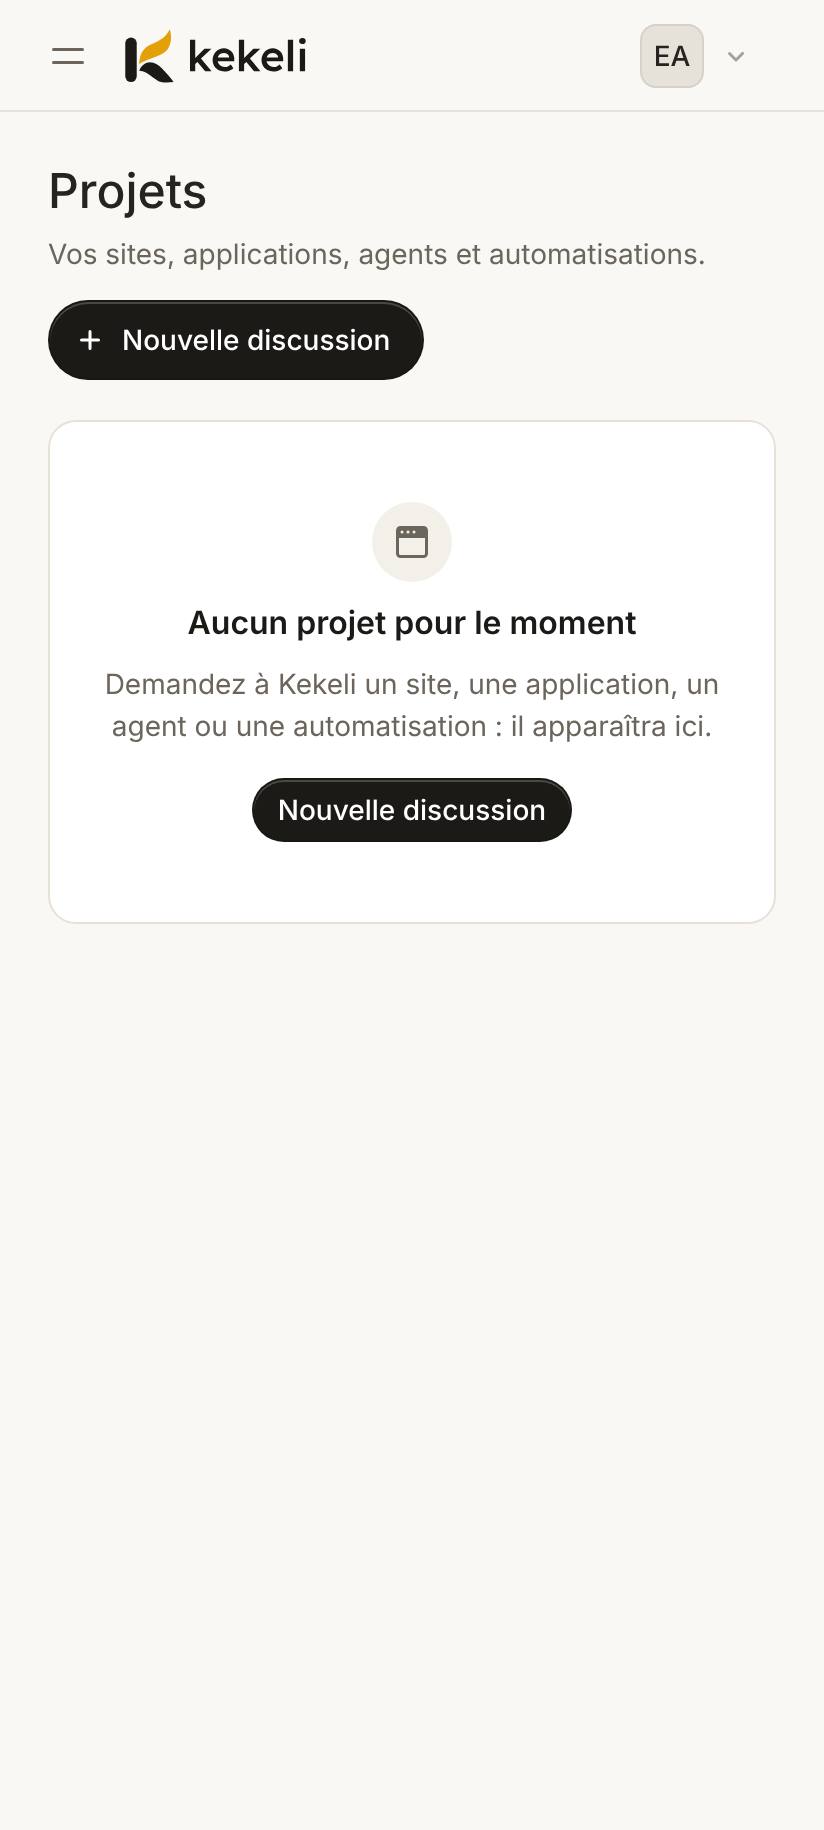 kekeli
EA
Projets
Vos sites, applications, agents et automatisations.
+ Nouvelle discussion
Aucun projet pour le moment
Demandez à Kekeli un site, une application, un
agent ou une automatisation : il apparaîtra ici.
Nouvelle discussion